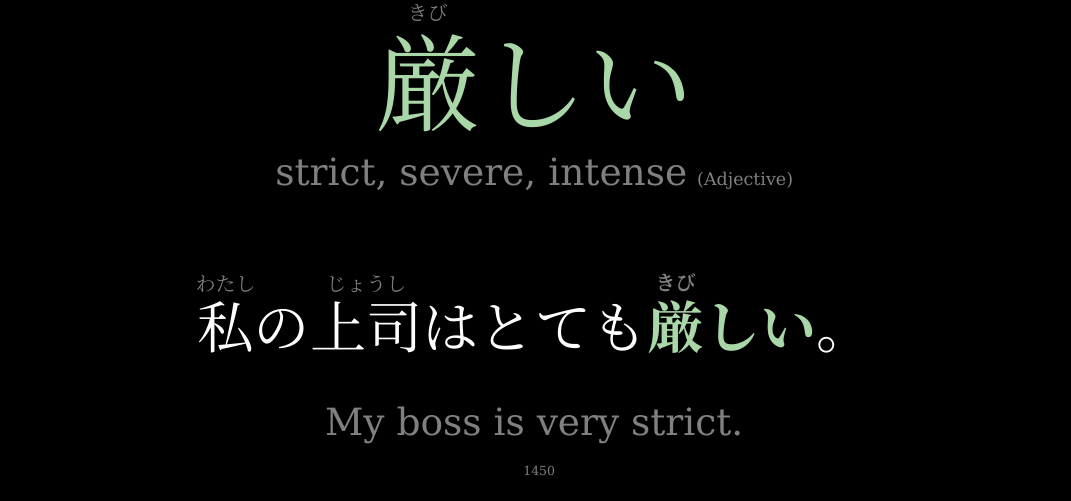 きび
厳しい
strict, severe, intense (Adjective)
わたし じょうし きび
私の上司はとても厳しい。
My boss is very strict.
1450